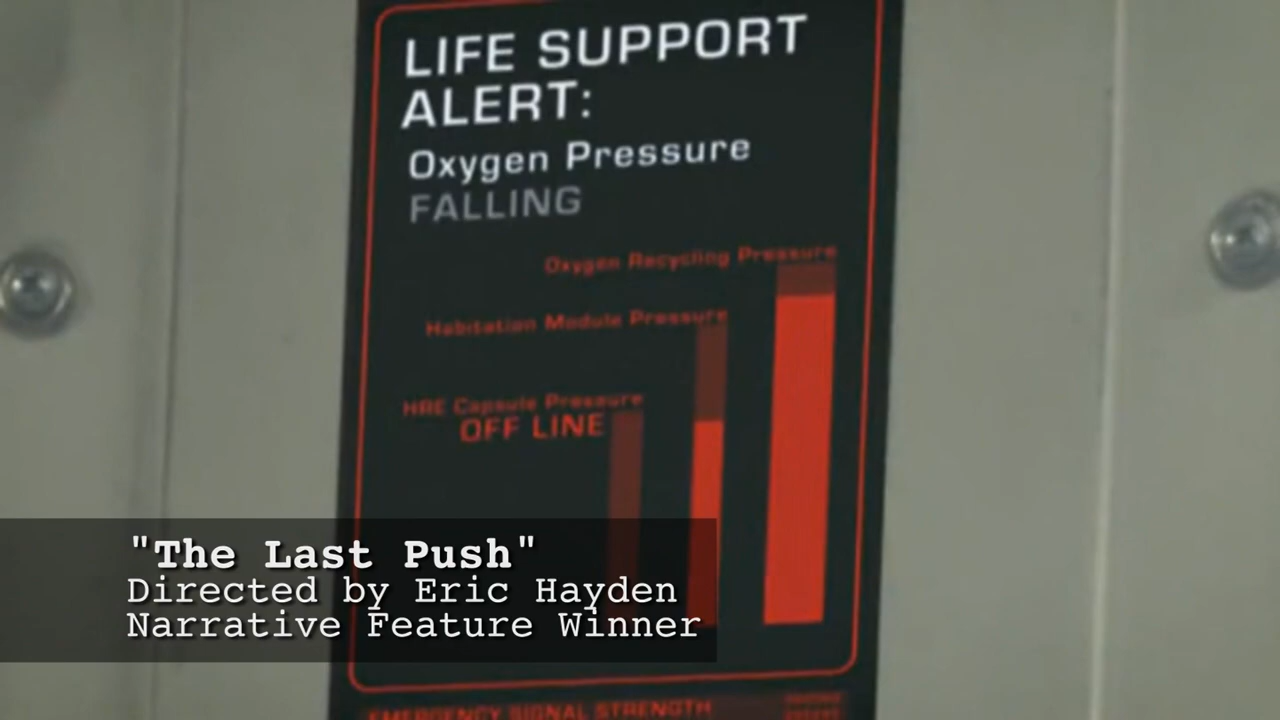 LIFE SUPPORT
ALERT:
Oxygen Pressure
FALLING
Oxygen Recycling Pressure
Habitation Module Pressure
HRE Capsule Pressure
OFF LINE
"The Last Push"
Directed by Eric Hayden
Narrative Feature Winner
EMERGENCY SIGNAL STRENGTH